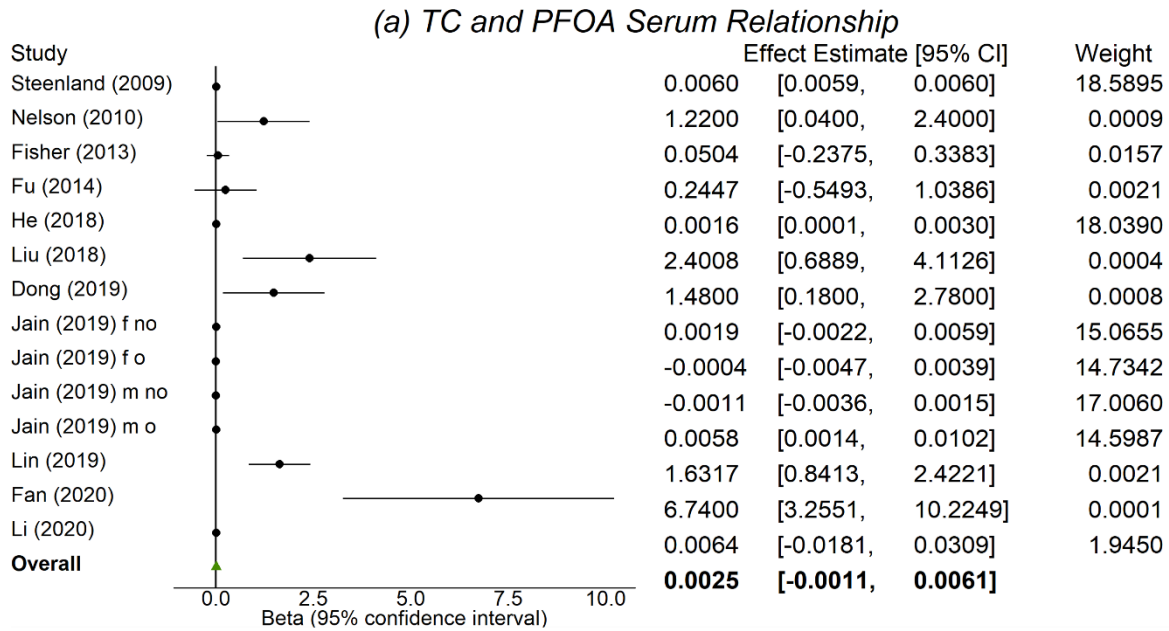 (a) TC and PFOA Serum Relationship
Study Effect Estimate [95% CI] Weight
Steenland (2009) 0.0060 [0.0059, 0.0060] 18.5895
Nelson (2010) 1.2200 [0.0400, 2.4000] 0.0009
Fisher (2013) 0.0504 [-0.2375, 0.3383] 0.0157
Fu (2014) 0.2447 [-0.5493, 1.0386] 0.0021
He (2018) 0.0016 [0.0001, 0.0030] 18.0390
Liu (2018) 2.4008 [0.6889, 4.1126] 0.0004
Dong (2019) 1.4800 [0.1800, 2.7800] 0.0008
Jain (2019) f no 0.0019 [-0.0022, 0.0059] 15.0655
Jain (2019) f o -0.0004 [-0.0047, 0.0039] 14.7342
Jain (2019) m no -0.0011 [-0.0036, 0.0015] 17.0060
Jain (2019) m o 0.0058 [0.0014, 0.0102] 14.5987
Lin (2019) 1.6317 [0.8413, 2.4221] 0.0021
Fan (2020) 6.7400 [3.2551, 10.2249] 0.0001
Li (2020) 0.0064 [-0.0181, 0.0309] 1.9450
Overall 0.0025 [-0.0011, 0.0061]
0.0 2.5 5.0 7.5 10.0
Beta (95% confidence interval)